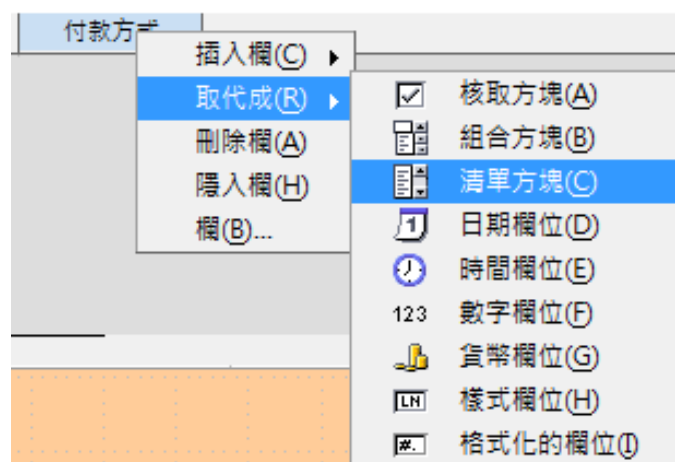 付款方式
插入欄(C)
取代成(R)
刪除欄(A)
隱入欄(H)
欄(B)...
核取方塊(A)
組合方塊(B)
清單方塊(C)
日期欄位(D)
時間欄位(E)
123 數字欄位(F)
貨幣欄位(G)
LN 樣式欄位(H)
#. 格式化的欄位(I)